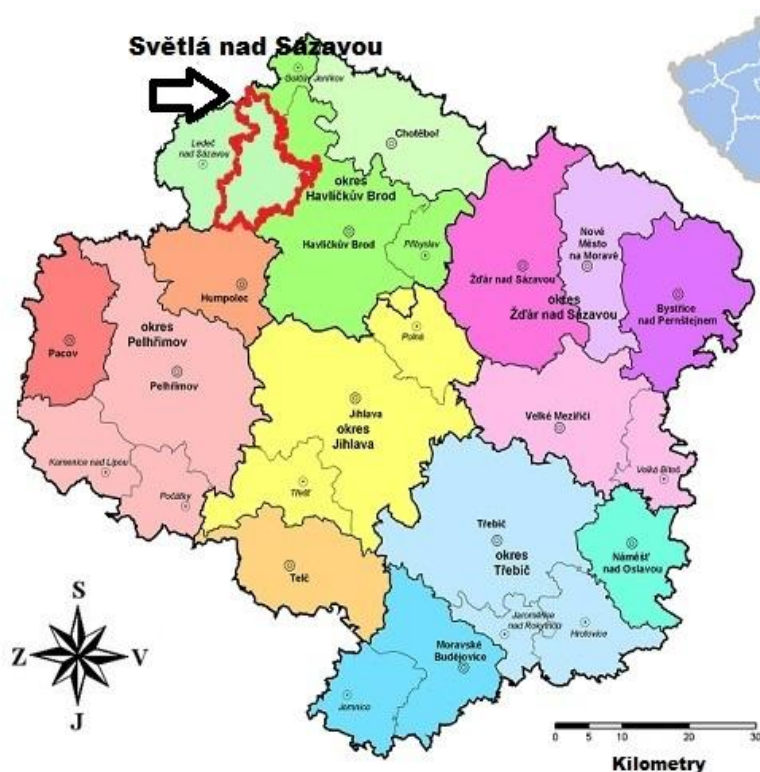 Světlá nad Sázavou
Golčův Jeníkov
Chotěboř
Ledeč
nad Sázavou
okres
Havlíčkův Brod
Havlíčkův Brod
Přibyslav
Nové
Město
na Moravě
Žďár nad Sázavou
okres
Žďár nad Sázavou
Bystřice
nad Pernštejnem
Humpolec
okres
Pelhřimov
Pacov
Pelhřimov
Polná
Jihlava
okres
Jihlava
Velké Meziříčí
Velká Bíteš
Kamenice nad Lipou
Počátky
Třešť
Třebíč
okres
Třebíč
Náměšť
nad Oslavou
Telč
Jaroměřice
nad Rokytnou
Hrotovice
Moravské
Budějovice
Jemnice
S
Z
V
J
0 5 10 20 30
Kilometry